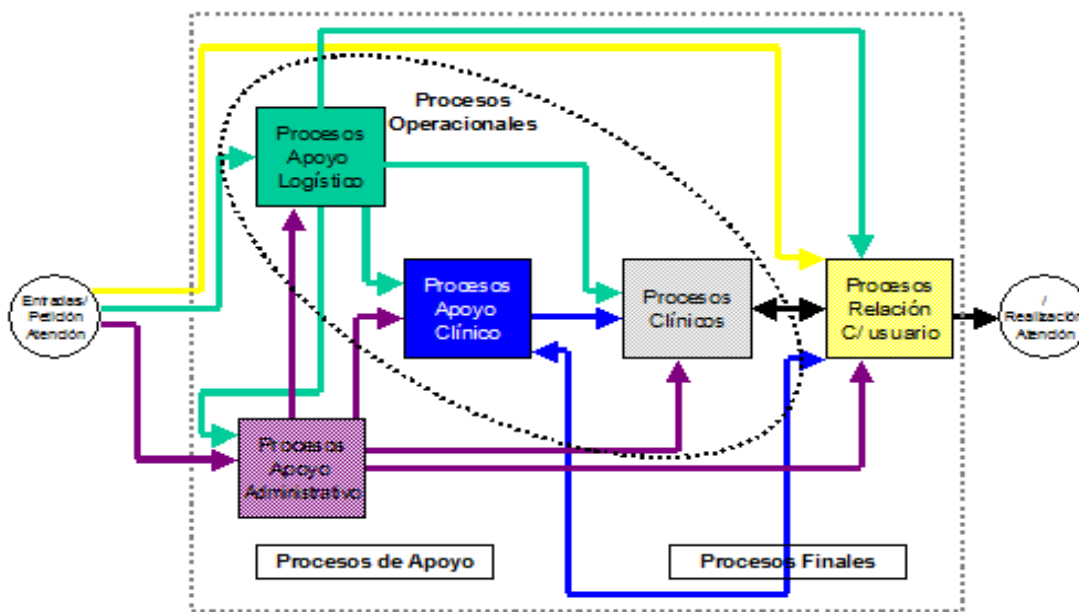 Procesos
Operacionales
Procesos
Apoyo
Logístico
Entradas/
Petición
Atención
Procesos
Apoyo
Clínico
Procesos
Clínicos
Procesos
Relación
C/ usuario
/
Realización
Atención
Procesos
Apoyo
Administrativo
Procesos de Apoyo
Procesos Finales